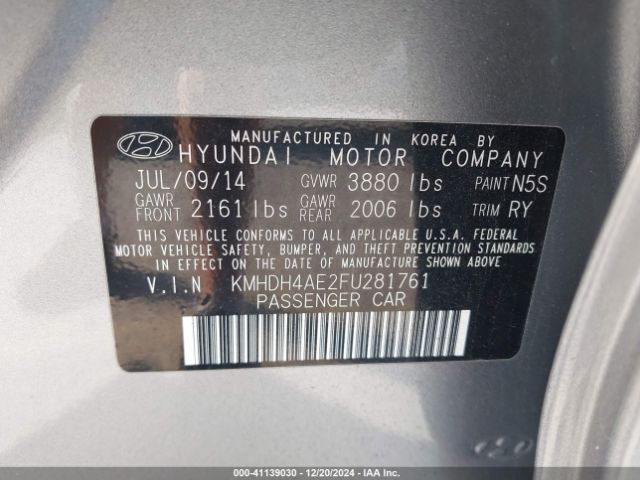 MANUFACTURED IN KOREA BY
HYUNDAI MOTOR COMPANY
JUL/09/14 GVWR 3880 lbs PAINT N5S
GAWR FRONT 2161 lbs GAWR REAR 2006 lbs TRIM RY
THIS VEHICLE CONFORMS TO ALL APPLICABLE U.S.A. FEDERAL
MOTOR VEHICLE SAFETY, BUMPER, AND THEFT PREVENTION STANDARDS
IN EFFECT ON THE DATE OF MANUFACTURE SHOWN ABOVE.
V.I.N KMHDH4AE2FU281761
PASSENGER CAR
000-41139030 - 12/20/2024 - IAA Inc.